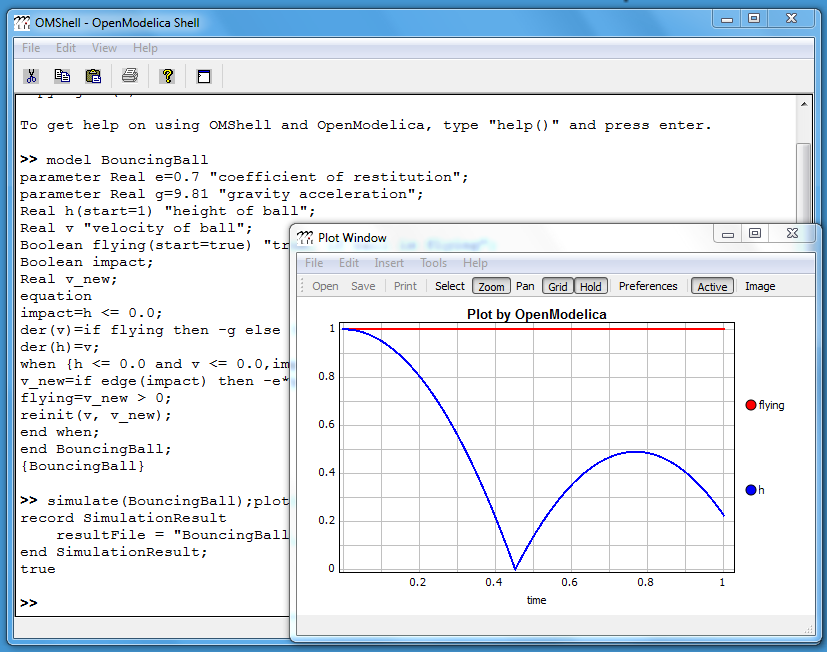 OMShell - OpenModelica Shell
File Edit View Help
To get help on using OMShell and OpenModelica, type "help()" and press enter.
>> model BouncingBall
parameter Real e=0.7 "coefficient of restitution";
parameter Real g=9.81 "gravity acceleration";
Real h(start=1) "height of ball";
Real v "velocity of ball";
Boolean flying(start=true) "tr
Boolean impact;
Real v_new;
equation
impact=h <= 0.0;
der(v)=if flying then -g else
der(h)=v;
when {h <= 0.0 and v <= 0.0,im
v_new=if edge(impact) then -e*
flying=v_new > 0;
reinit(v, v_new);
end when;
end BouncingBall;
{BouncingBall}
>> simulate(BouncingBall);plot
record SimulationResult
resultFile = "BouncingBall
end SimulationResult;
true
>>
Plot Window
File Edit Insert Tools Help
Open Save Print Select Zoom Pan Grid Hold Preferences Active Image
Plot by OpenModelica
1
0.8
0.6
0.4
0.2
0
0.2 0.4 0.6 0.8 1
time
flying
h